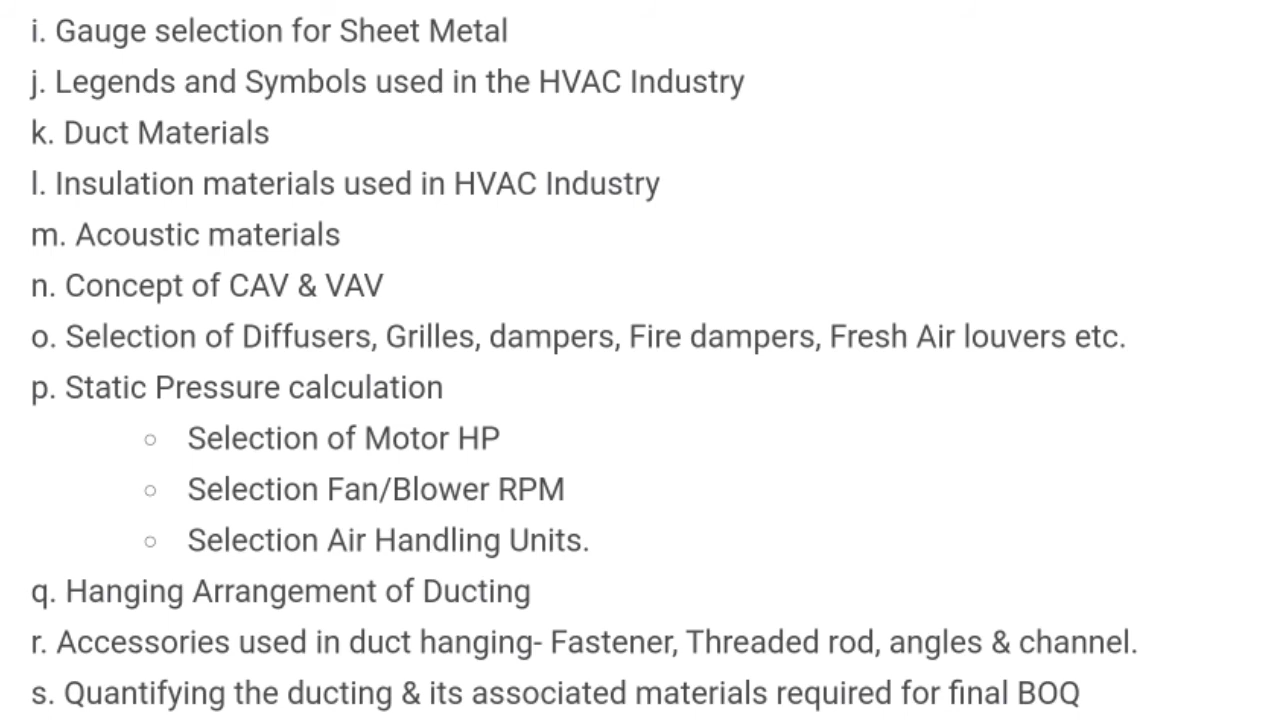 i. Gauge selection for Sheet Metal
j. Legends and Symbols used in the HVAC Industry
k. Duct Materials
l. Insulation materials used in HVAC Industry
m. Acoustic materials
n. Concept of CAV & VAV
o. Selection of Diffusers, Grilles, dampers, Fire dampers, Fresh Air louvers etc.
p. Static Pressure calculation
○ Selection of Motor HP
○ Selection Fan/Blower RPM
○ Selection Air Handling Units.
q. Hanging Arrangement of Ducting
r. Accessories used in duct hanging- Fastener, Threaded rod, angles & channel.
s. Quantifying the ducting & its associated materials required for final BOQ